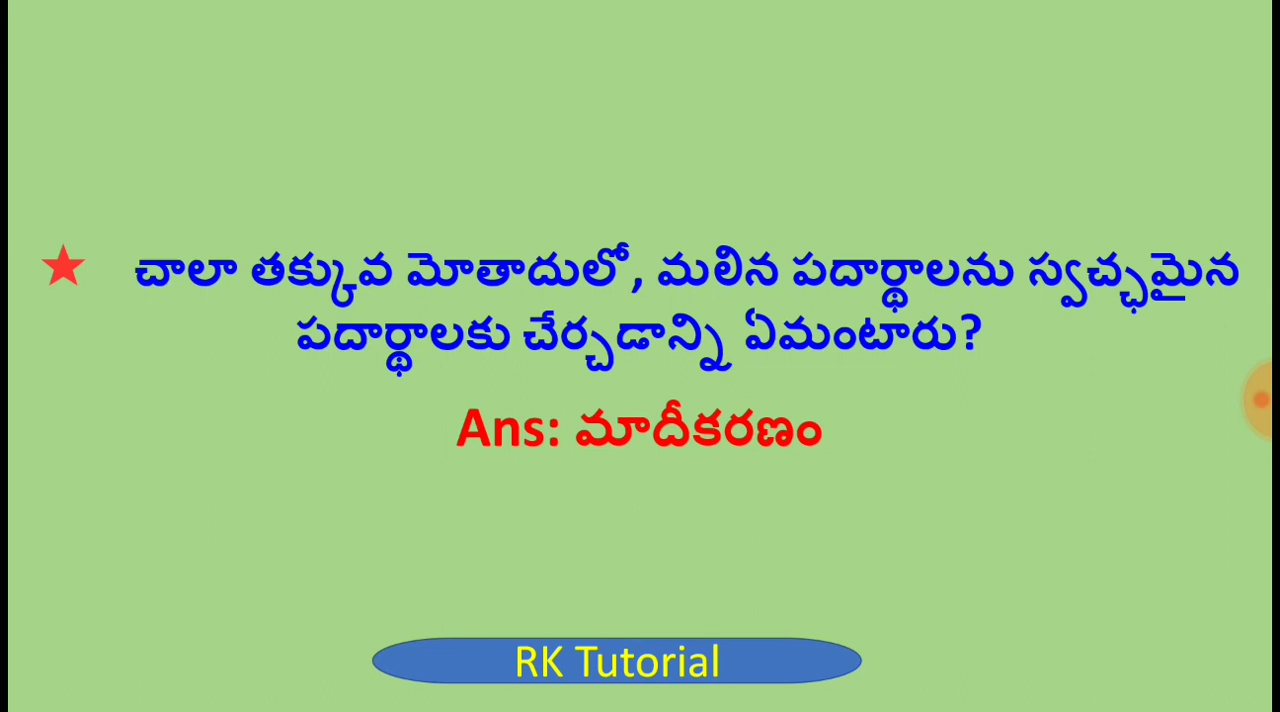 ★ చాలా తక్కువ మోతాదులో, మలిన పదార్థాలను స్వచ్ఛమైన
పదార్థాలకు చేర్చడాన్ని ఏమంటారు?
Ans: మాదీకరణం
RK Tutorial